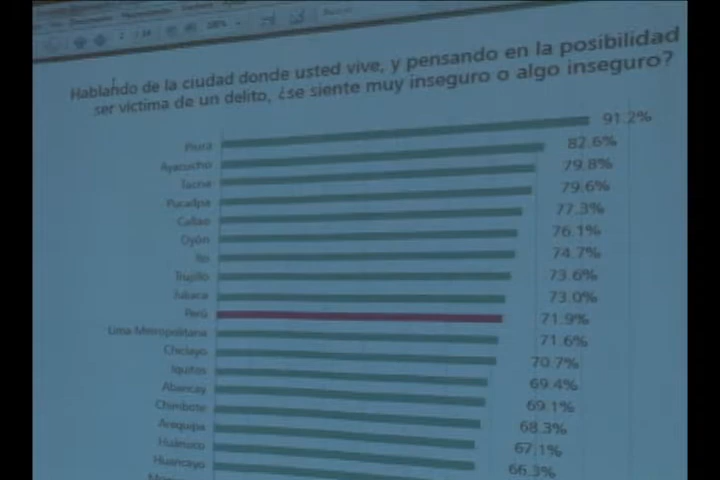 Hablando de la ciudad donde usted vive, y pensando en la posibilidad
ser víctima de un delito, ¿se siente muy inseguro o algo inseguro?
Piura 91.2%
Ayacucho 82.6%
Tacna 79.8%
Pucallpa 79.6%
Callao 77.3%
Oyón 76.1%
Ilo 74.7%
Trujillo 73.6%
Juliaca 73.0%
Perú 71.9%
Lima Metropolitana 71.6%
Chiclayo 70.7%
Iquitos 69.4%
Abancay 69.1%
Chimbote 68.3%
Arequipa 67.1%
Huánuco 66.3%
Huancayo